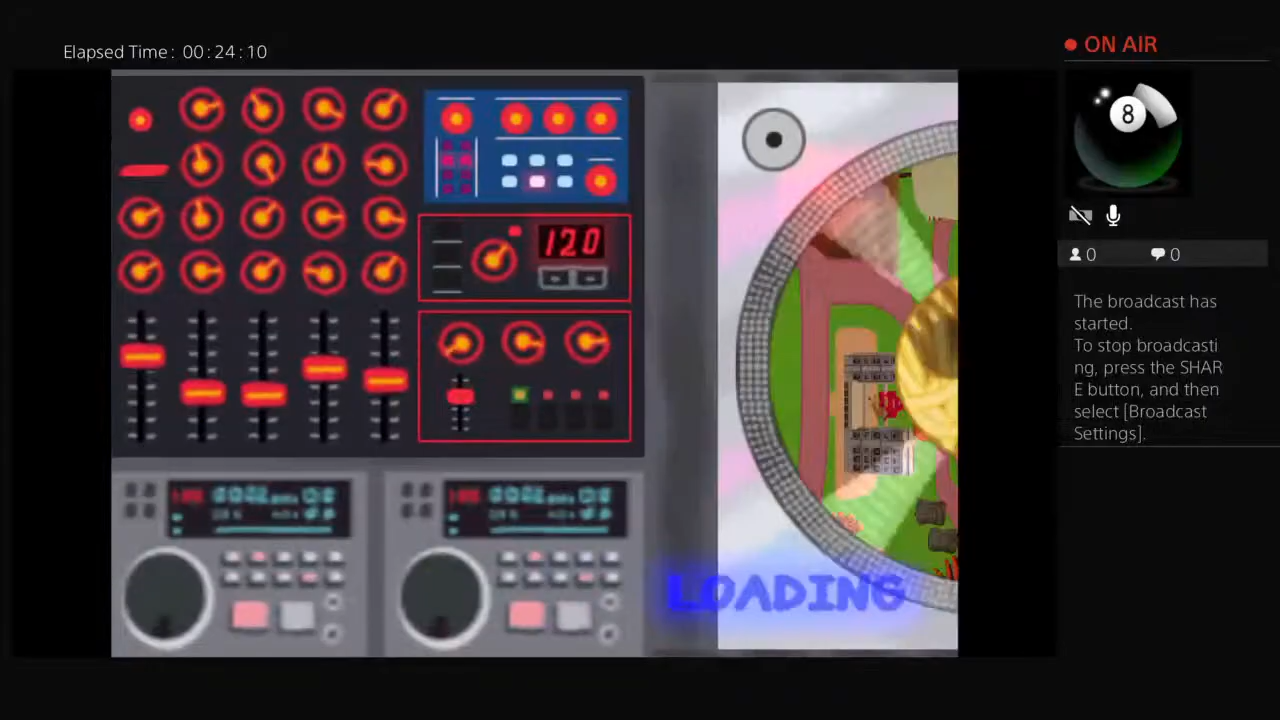 Elapsed Time: 00:24:10
ON AIR
8
0 0
The broadcast has
started.
To stop broadcasti
ng, press the SHAR
E button, and then
select [Broadcast
Settings].
120
LOADING